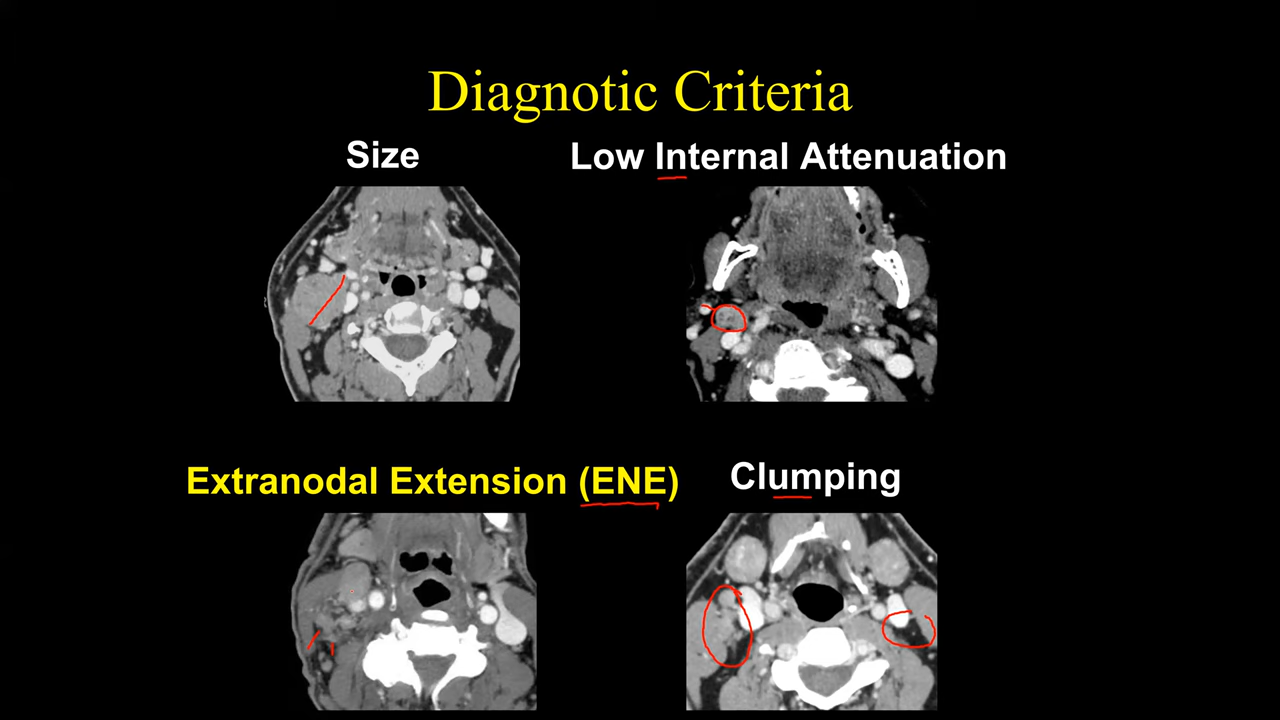 Diagnotic Criteria
Size
Low Internal Attenuation
Extranodal Extension (ENE)
Clumping